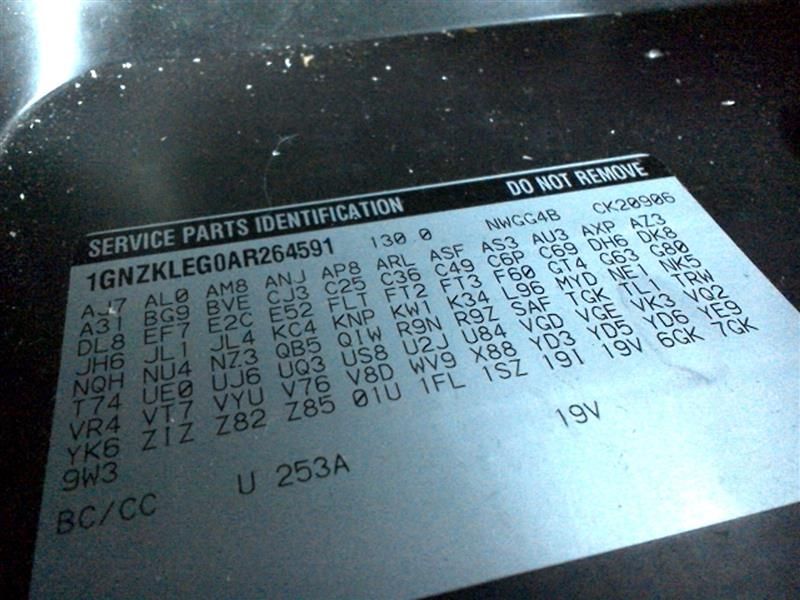 SERVICE PARTS IDENTIFICATION DO NOT REMOVE
1GNZKLEG0AR264591 130 0 NWGG4B CK20906
AJ7 AL0 AM8 ANJ AP8 ARL ASF AS3 AU3 AXP AZ3
A31 BG9 BVE CJ3 C25 C36 C49 C6P C69 DH6 DK8
DL8 EF7 E2C E52 FLT FT2 FT3 F60 GT4 G63 G80
JH6 JL1 JL4 KC4 KNP KW1 K34 L96 MYD NE1 NK5
NQH NU4 NZ3 QB5 QIW R9N R9Z SAF TGK TL1 TRW
T74 UE0 UJ6 UQ3 US8 U2J U84 VGD VGE VK3 VQ2
VR4 VT7 VYU V76 V8D WV9 X88 YD3 YD5 YD6 YE9
YK6 ZIZ Z82 Z85 01U 1FL 1SZ 19I 19V 6GK 7GK
9W3
19V
BC/CC U 253A